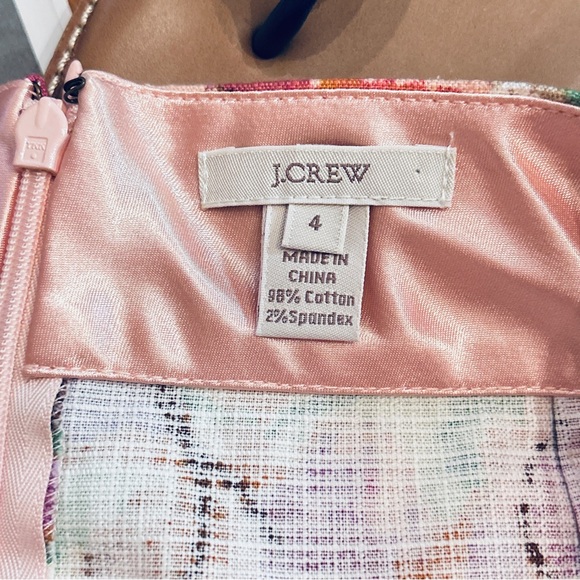 J.CREW
4
MADE IN
CHINA
98% Cotton
2% Spandex